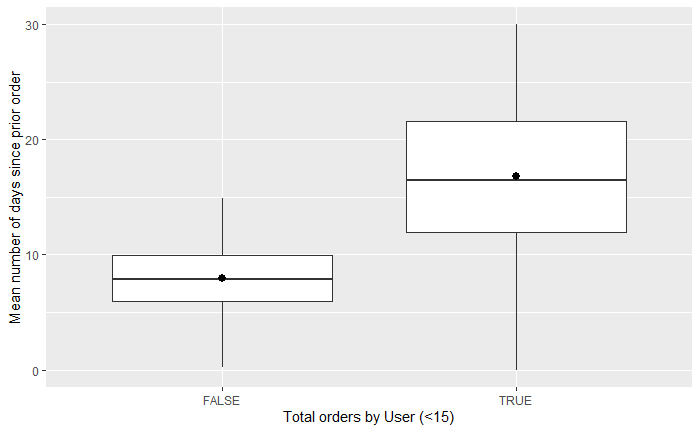 30
20
10
0
Mean number of days since prior order
FALSE
TRUE
Total orders by User (<15)